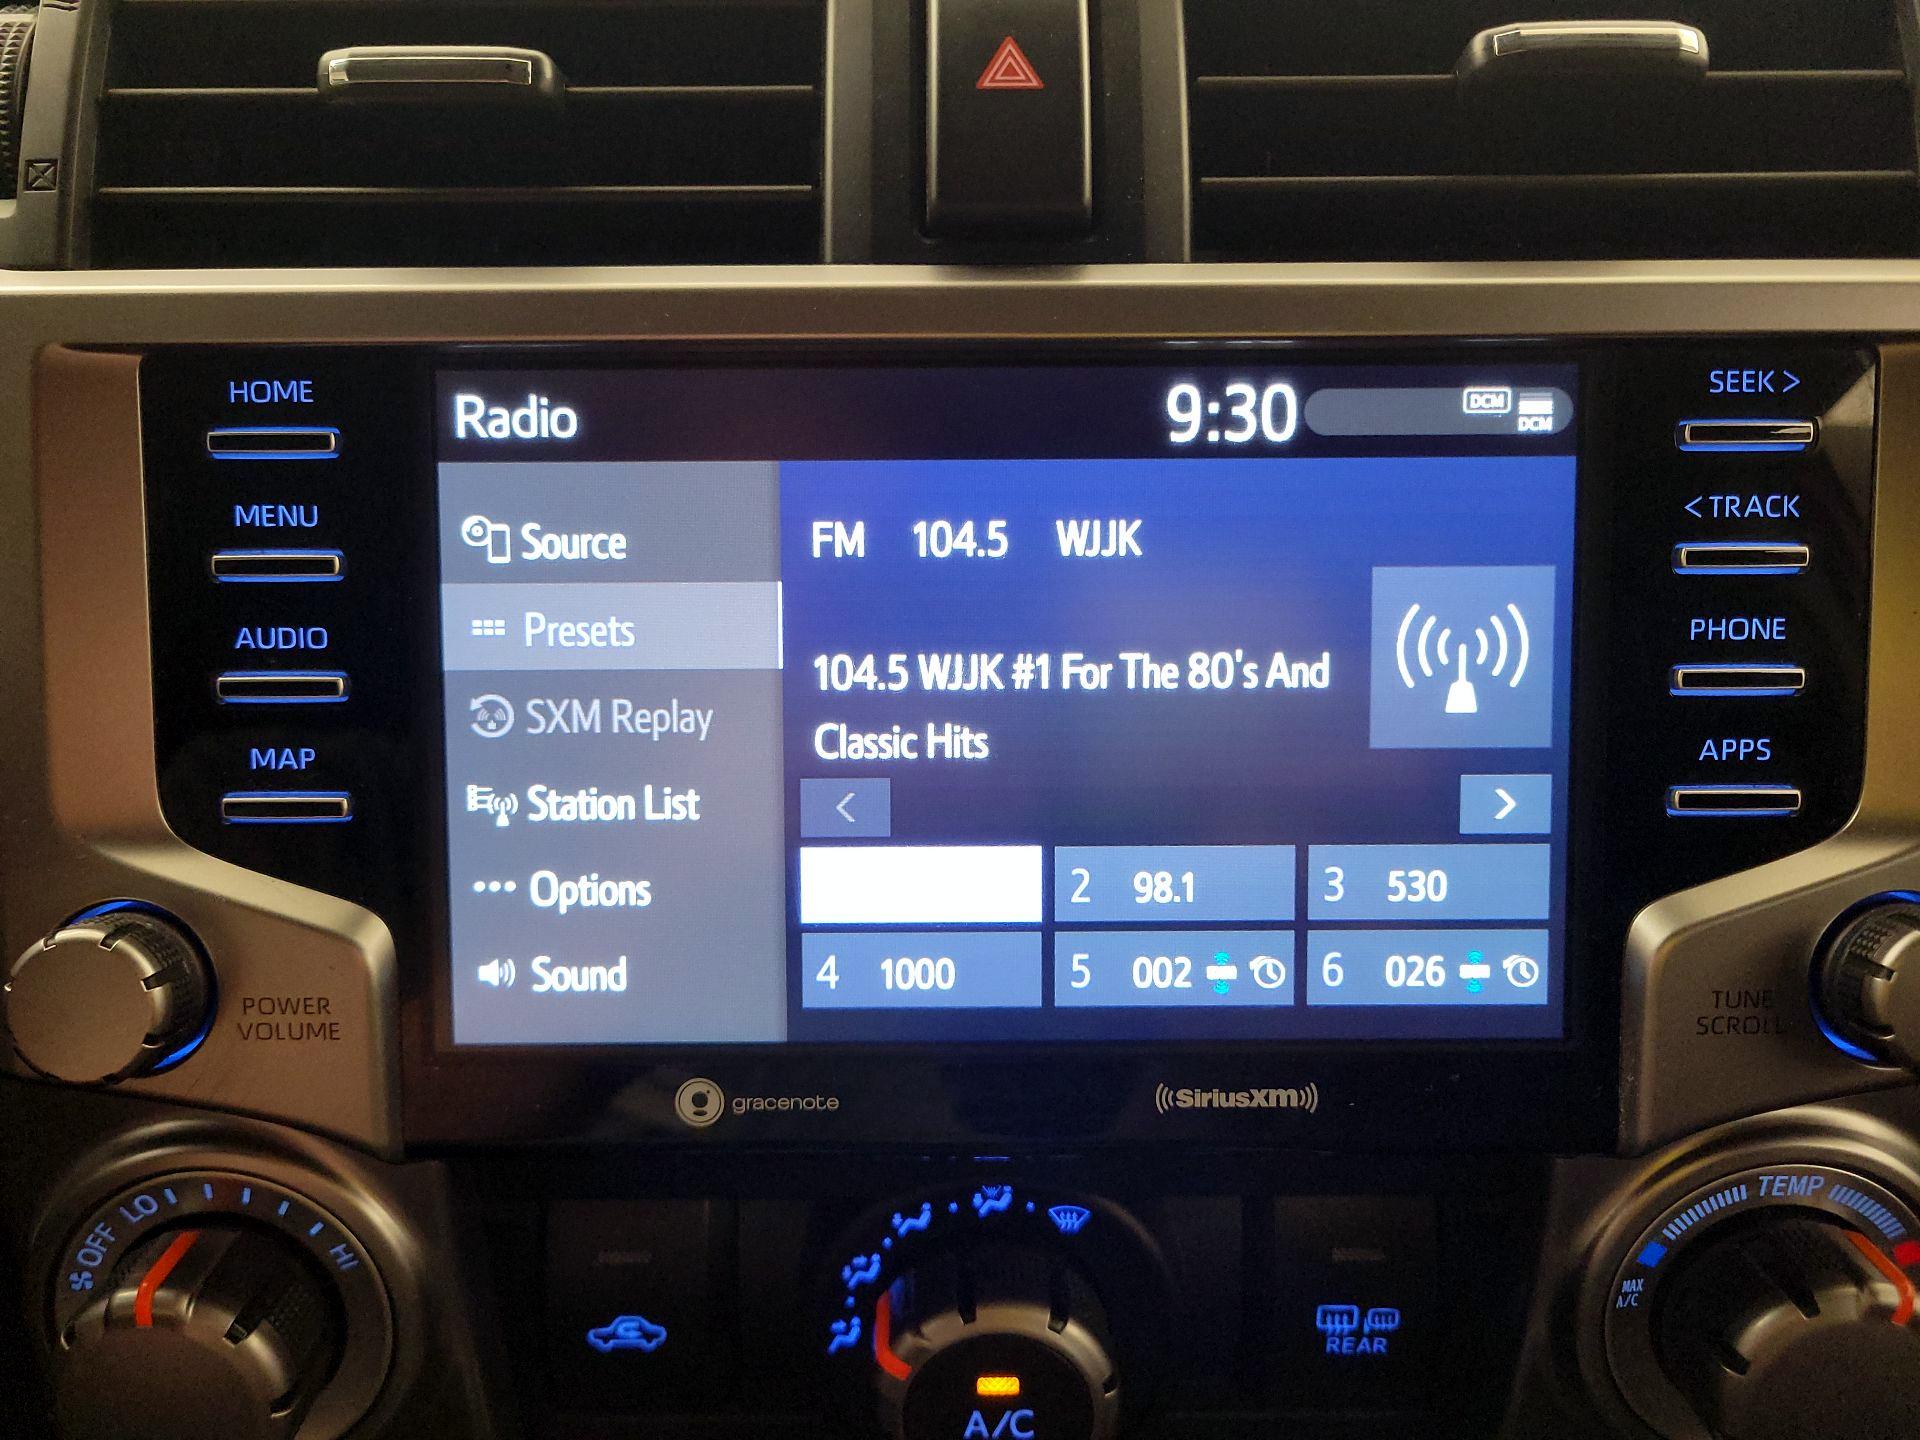 HOME
MENU
AUDIO
MAP
SEEK >
< TRACK
PHONE
APPS
Radio
9:30
DCM
DCM
Source
Presets
SXM Replay
Station List
Options
Sound
FM 104.5 WJJK
104.5 WJJK #1 For The 80's And
Classic Hits
<
>
2 98.1
3 530
4 1000
5 002
6 026
POWER
VOLUME
TUNE
SCROLL
gracenote
((SiriusXM))
OFF LO HI
TEMP
MAX
A/C
REAR
A/C